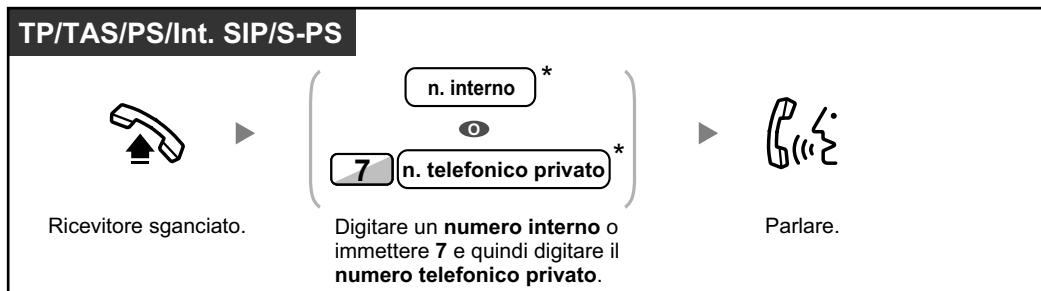 TP/TAS/PS/Int. SIP/S-PS
n. interno *
o
7 n. telefonico privato *
Ricevitore sganciato.
Digitare un numero interno o
immettere 7 e quindi digitare il
numero telefonico privato.
Parlare.